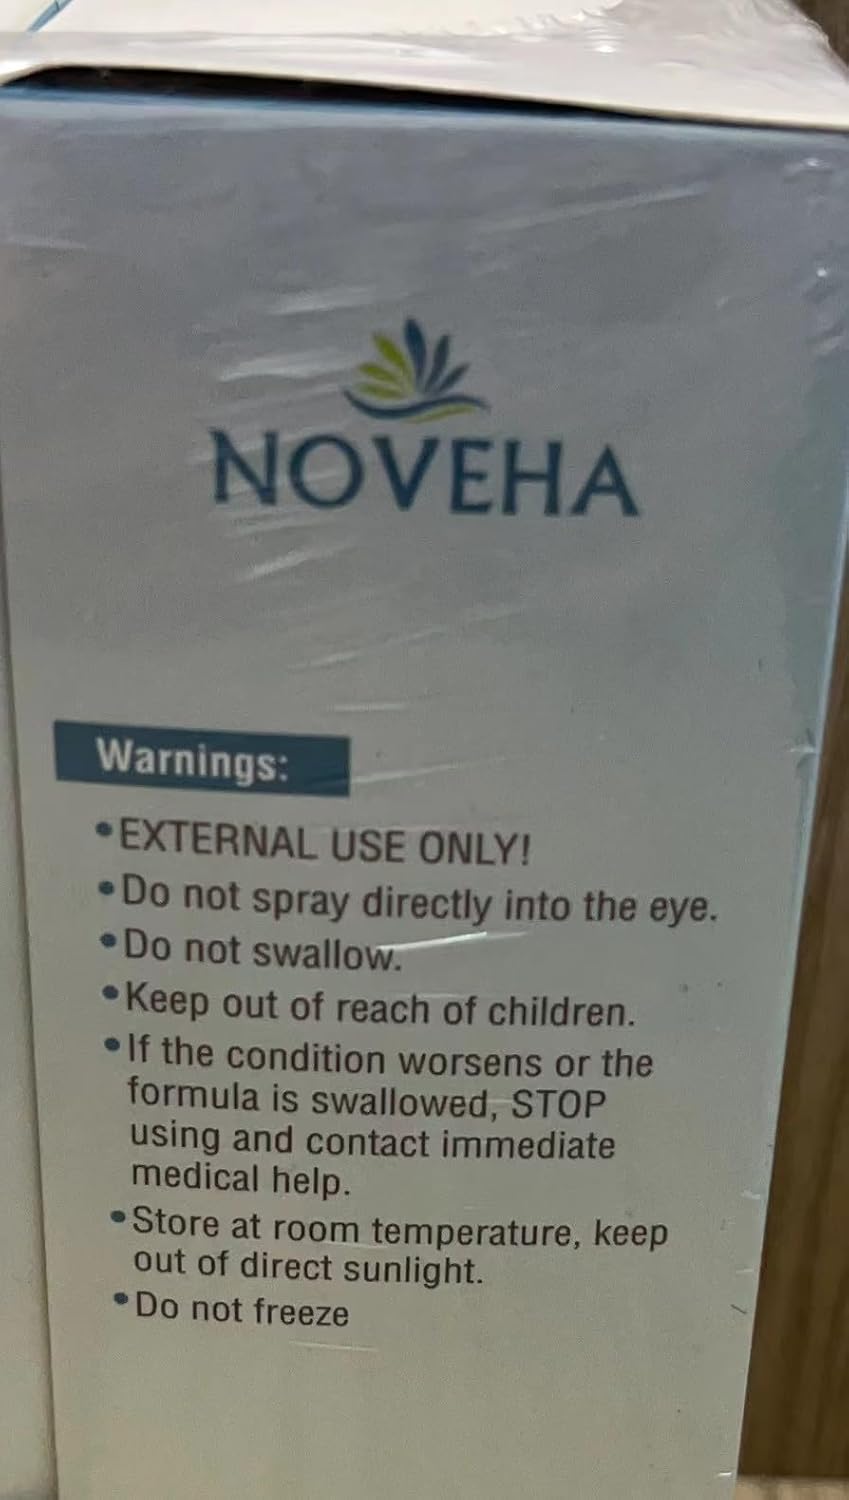 NOVEHA
Warnings:
•EXTERNAL USE ONLY!
•Do not spray directly into the eye.
•Do not swallow.
•Keep out of reach of children.
•If the condition worsens or the
formula is swallowed, STOP
using and contact immediate
medical help.
•Store at room temperature, keep
out of direct sunlight.
•Do not freeze